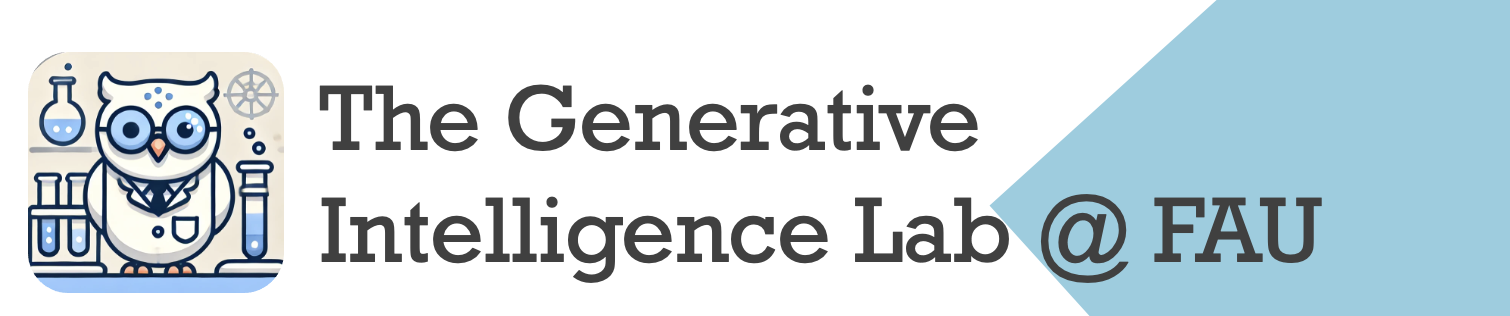 The Generative
Intelligence Lab @ FAU